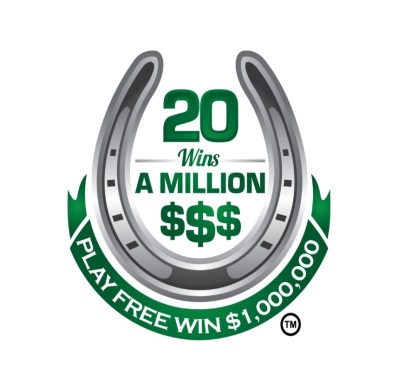 20
Wins
A MILLION
$$$
PLAY FREE WIN $1,000,000
TM